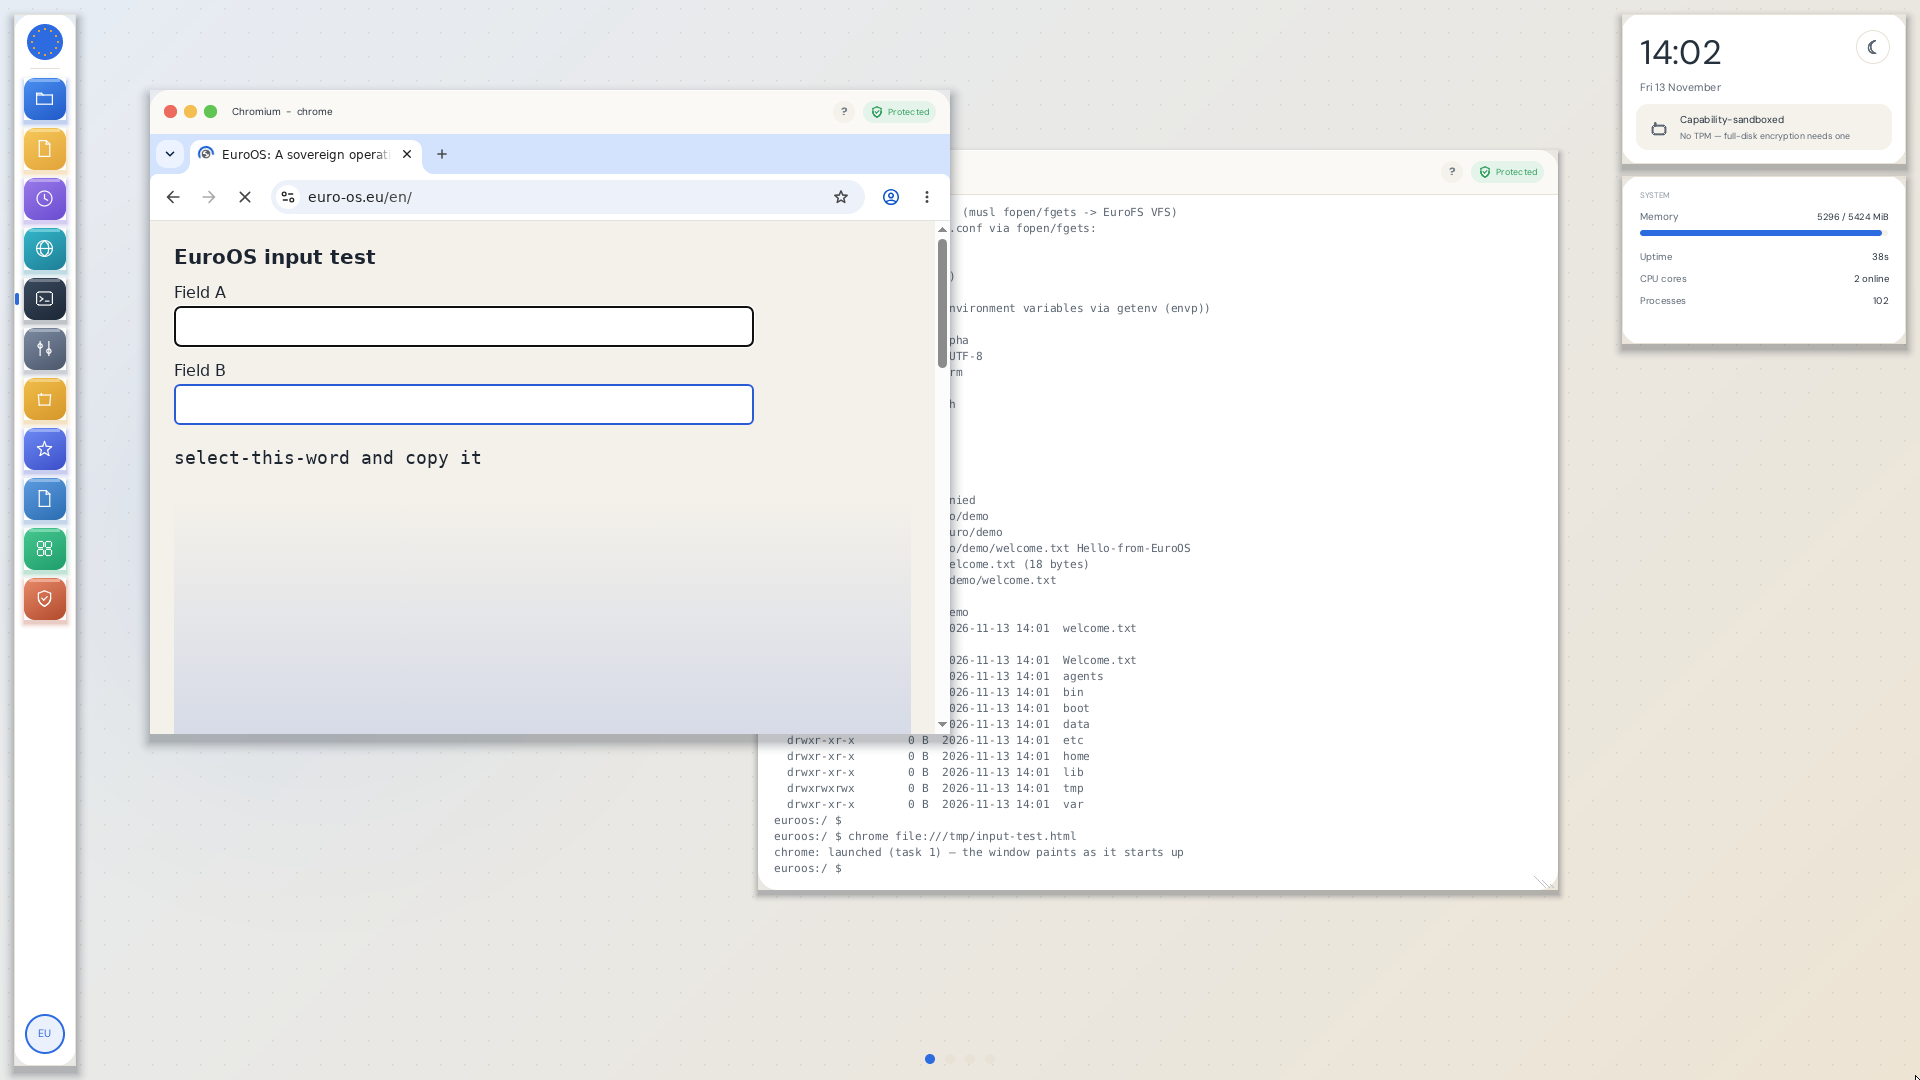 Chromium - chrome
?
Protected
EuroOS: A sovereign operati
euro-os.eu/en/
EuroOS input test
Field A
Field B
select-this-word and copy it
?
Protected
(musl fopen/fgets -> EuroFS VFS)
.conf via fopen/fgets:
)
nvironment variables via getenv (envp))
pha
UTF-8
rm
h
nied
o/demo
uro/demo
o/demo/welcome.txt Hello-from-EuroOS
elcome.txt (18 bytes)
demo/welcome.txt
emo
026-11-13 14:01  welcome.txt
026-11-13 14:01  Welcome.txt
026-11-13 14:01  agents
026-11-13 14:01  bin
026-11-13 14:01  boot
026-11-13 14:01  data
drwxr-xr-x        0 B  2026-11-13 14:01  etc
drwxr-xr-x        0 B  2026-11-13 14:01  home
drwxr-xr-x        0 B  2026-11-13 14:01  lib
drwxrwxrwx        0 B  2026-11-13 14:01  tmp
drwxr-xr-x        0 B  2026-11-13 14:01  var
euroos:/ $
euroos:/ $ chrome file:///tmp/input-test.html
chrome: launched (task 1) — the window paints as it starts up
euroos:/ $
14:02
Fri 13 November
Capability-sandboxed
No TPM — full-disk encryption needs one
SYSTEM
Memory 5296 / 5424 MiB
Uptime 38s
CPU cores 2 online
Processes 102
EU